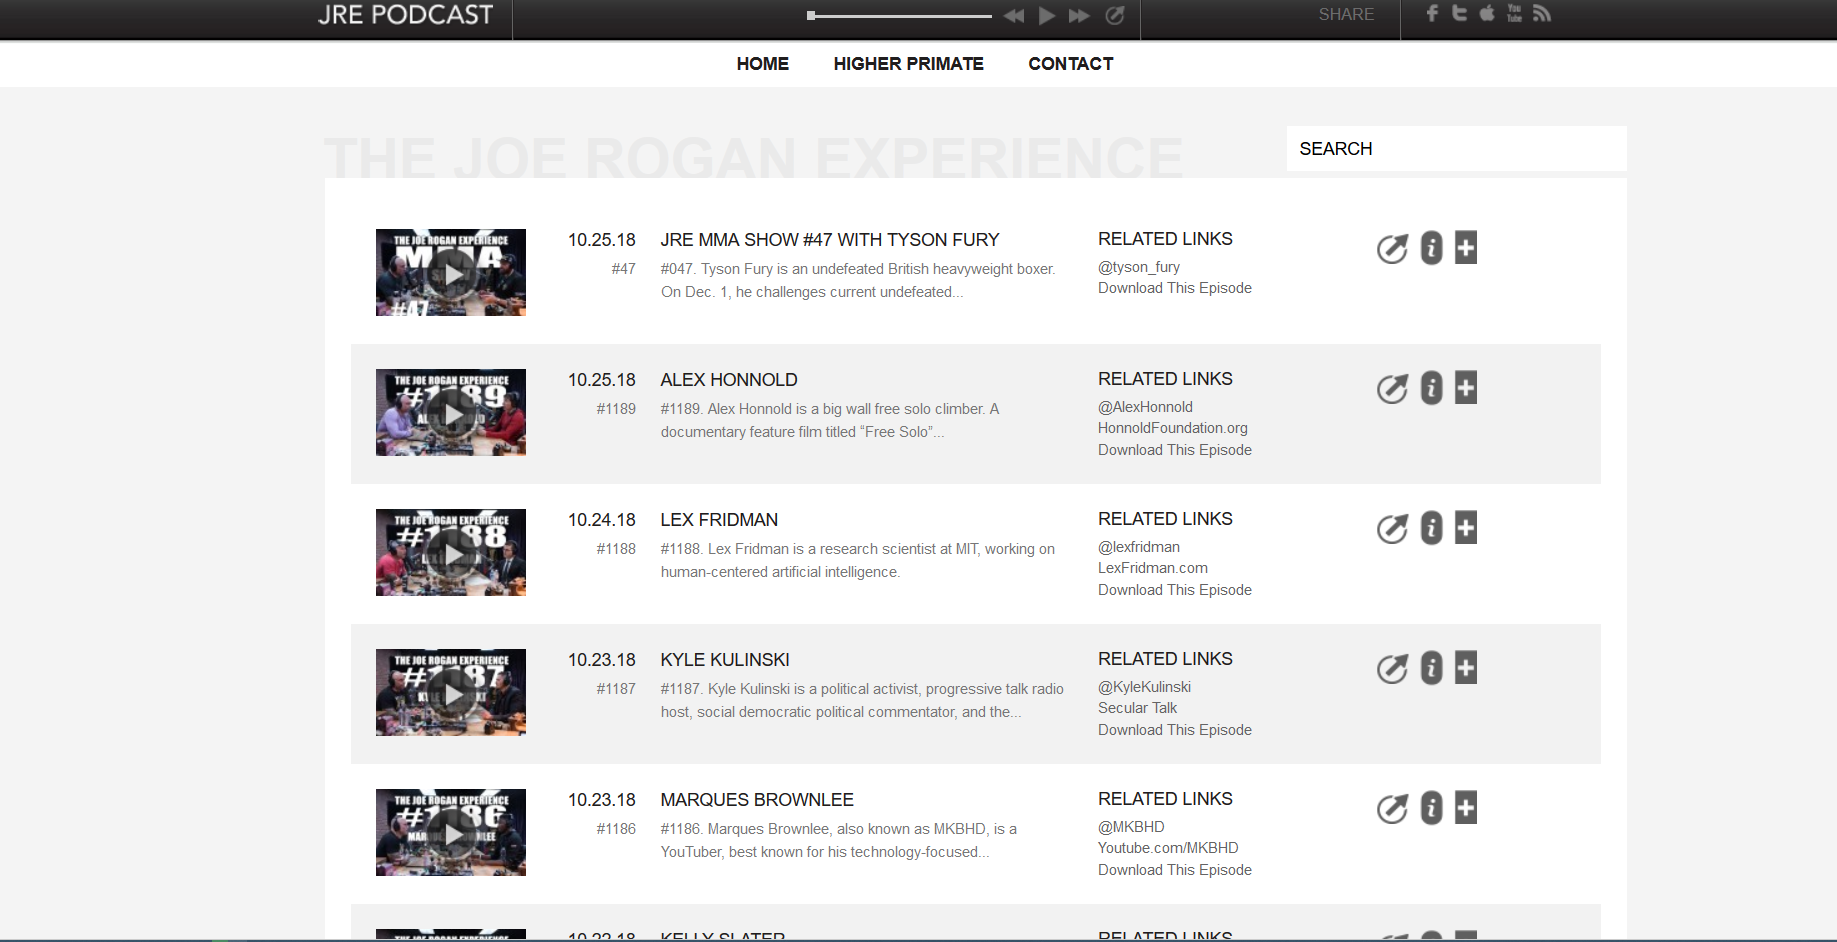 JRE PODCAST
SHARE
You
Tube
HOME HIGHER PRIMATE CONTACT
THE JOE ROGAN EXPERIENCE
SEARCH
THE JOE ROGAN EXPERIENCE
MMA
#47
10.25.18
#47
JRE MMA SHOW #47 WITH TYSON FURY
#047. Tyson Fury is an undefeated British heavyweight boxer.
On Dec. 1, he challenges current undefeated...
RELATED LINKS
@tyson_fury
Download This Episode
THE JOE ROGAN EXPERIENCE
#1189
10.25.18
#1189
ALEX HONNOLD
#1189. Alex Honnold is a big wall free solo climber. A
documentary feature film titled “Free Solo”...
RELATED LINKS
@AlexHonnold
HonnoldFoundation.org
Download This Episode
THE JOE ROGAN EXPERIENCE
#1188
10.24.18
#1188
LEX FRIDMAN
#1188. Lex Fridman is a research scientist at MIT, working on
human-centered artificial intelligence.
RELATED LINKS
@lexfridman
LexFridman.com
Download This Episode
THE JOE ROGAN EXPERIENCE
#1187
10.23.18
#1187
KYLE KULINSKI
#1187. Kyle Kulinski is a political activist, progressive talk radio
host, social democratic political commentator, and the...
RELATED LINKS
@KyleKulinski
Secular Talk
Download This Episode
THE JOE ROGAN EXPERIENCE
#1186
10.23.18
#1186
MARQUES BROWNLEE
#1186. Marques Brownlee, also known as MKBHD, is a
YouTuber, best known for his technology-focused...
RELATED LINKS
@MKBHD
Youtube.com/MKBHD
Download This Episode
10.22.18
KELLY SLATER
RELATED LINKS